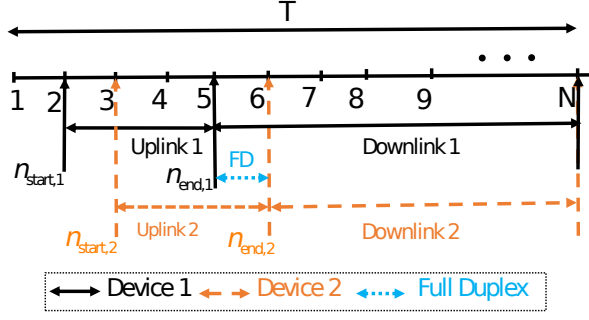 T
• • •
1 2 3 4 5 6 7 8 9 N
Uplink 1 Downlink 1
FD
n_start,1 n_end,1
Uplink 2 Downlink 2
n_start,2 n_end,2
Device 1 Device 2 Full Duplex